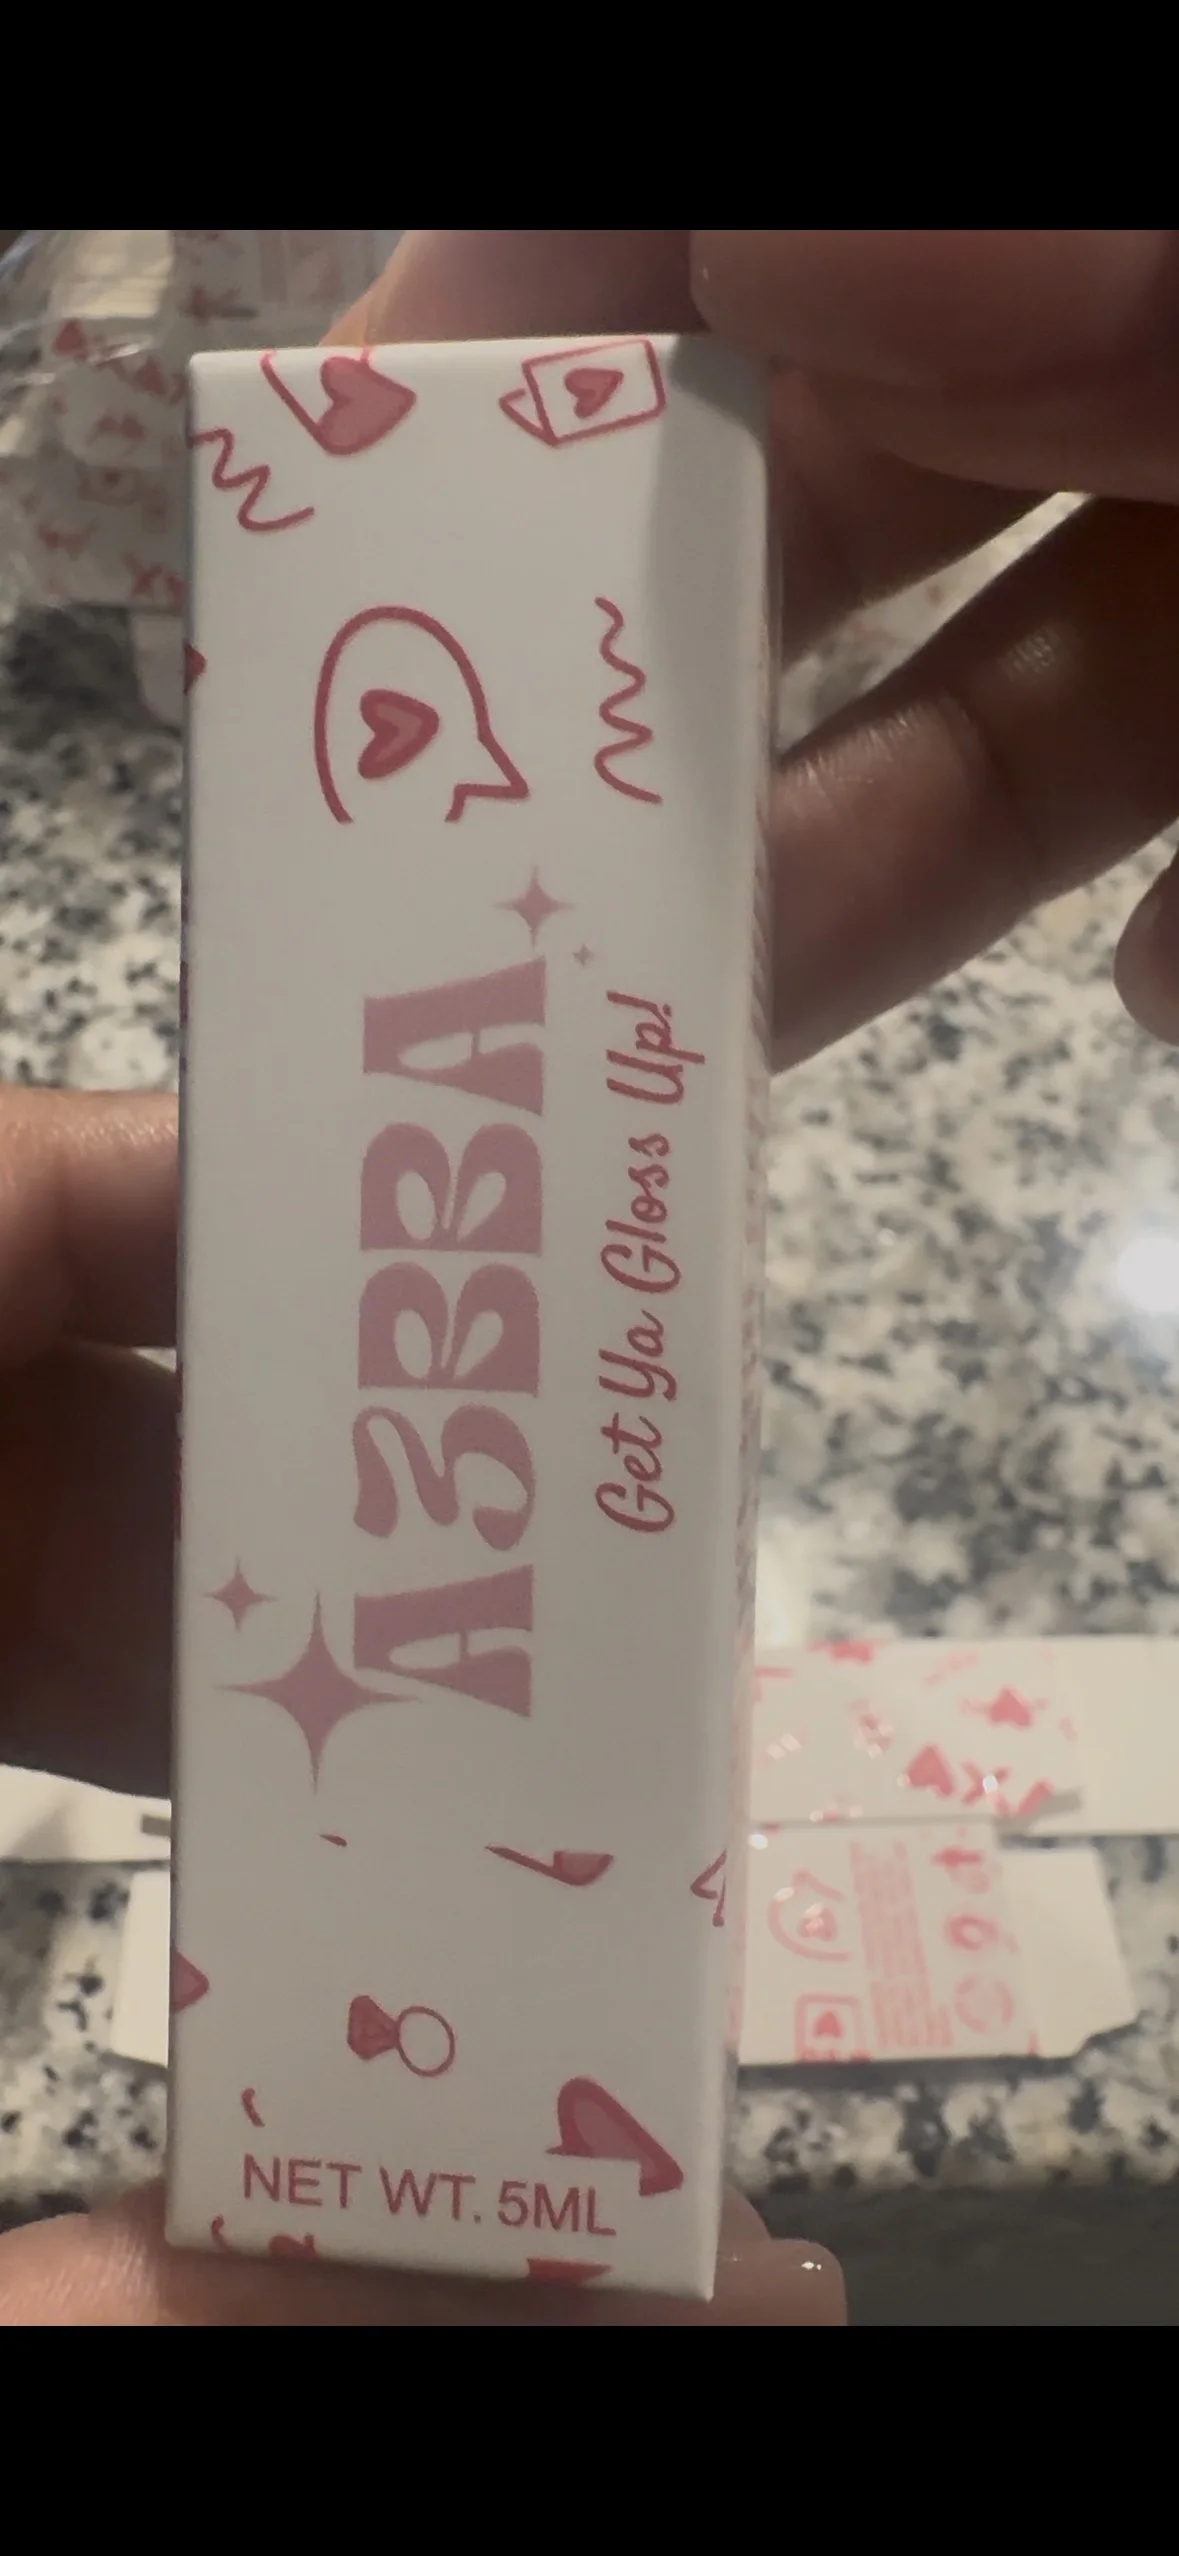 A3BBA
Get Ya Gloss Up!
NET WT. 5ML